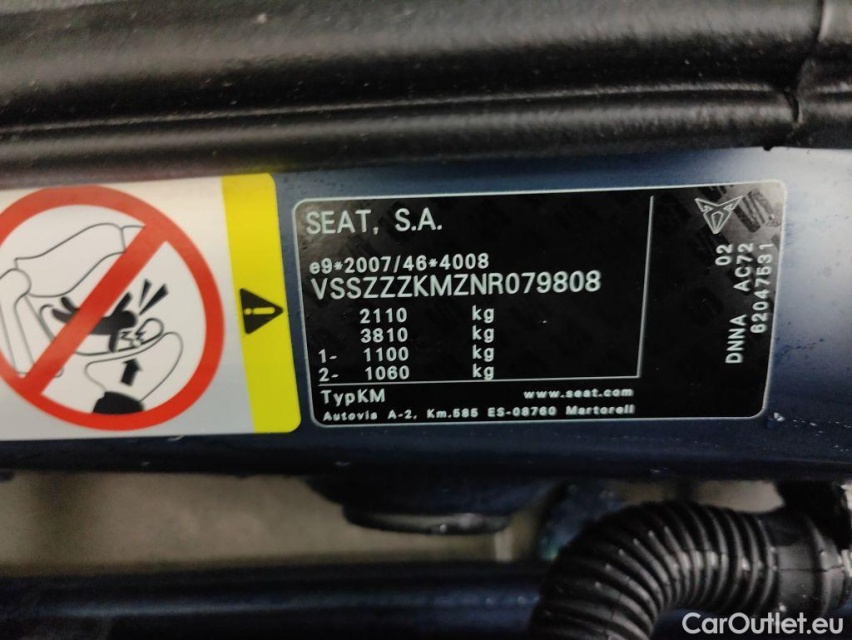 SEAT, S.A.
e9*2007/46*4008
VSSZZZKMZNR079808
2110 kg
3810 kg
1- 1100 kg
2- 1060 kg
TypKM www.seat.com
Autovia A-2, Km.585 ES-08760 Martorell
02
DNNA AC72
62047531
CarOutlet.eu